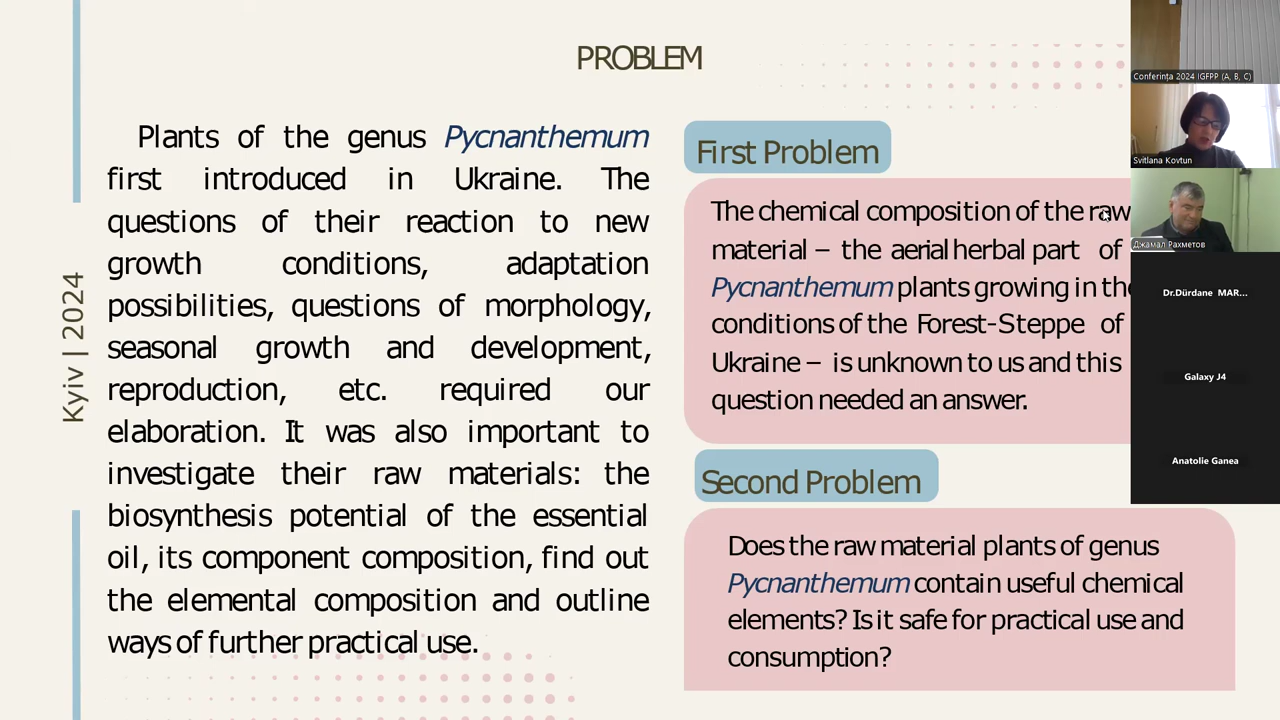 PROBLEM
Kyiv | 2024
Plants of the genus Pycnanthemum
first introduced in Ukraine. The
questions of their reaction to new
growth conditions, adaptation
possibilities, questions of morphology,
seasonal growth and development,
reproduction, etc. required our
elaboration. It was also important to
investigate their raw materials: the
biosynthesis potential of the essential
oil, its component composition, find out
the elemental composition and outline
ways of further practical use.
First Problem
The chemical composition of the raw
material – the aerial herbal part of
Pycnanthemum plants growing in the
conditions of the Forest-Steppe of
Ukraine – is unknown to us and this
question needed an answer.
Second Problem
Does the raw material plants of genus
Pycnanthemum contain useful chemical
elements? Is it safe for practical use and
consumption?
Conferința 2024 IGFPP (A, B, C)
Svitlana Kovtun
Джамал Рахметов
Dr.Dürdane MAR...
Galaxy J4
Anatolie Ganea